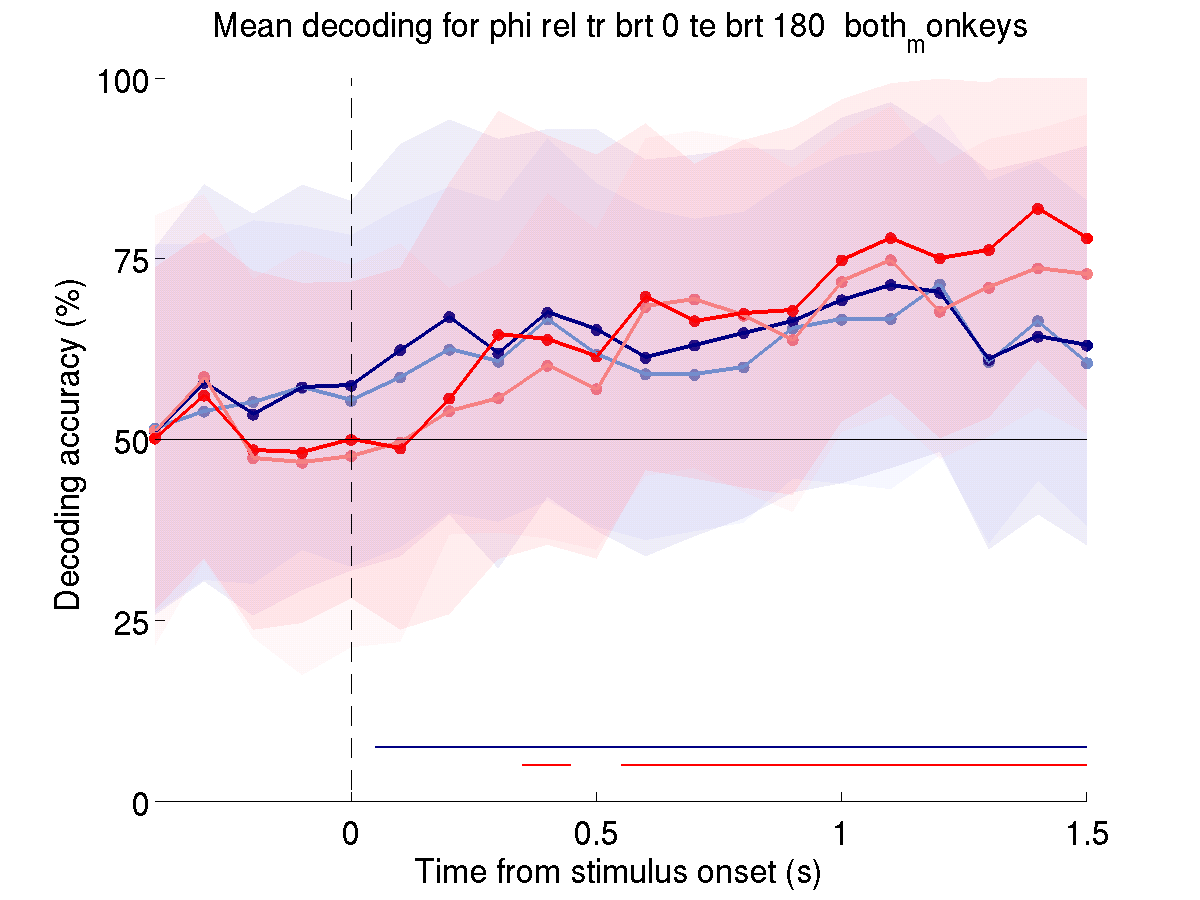 Mean decoding for phi rel tr brt 0 te brt 180 both_monkeys
100
75
50
25
0
Decoding accuracy (%)
0 0.5 1 1.5
Time from stimulus onset (s)